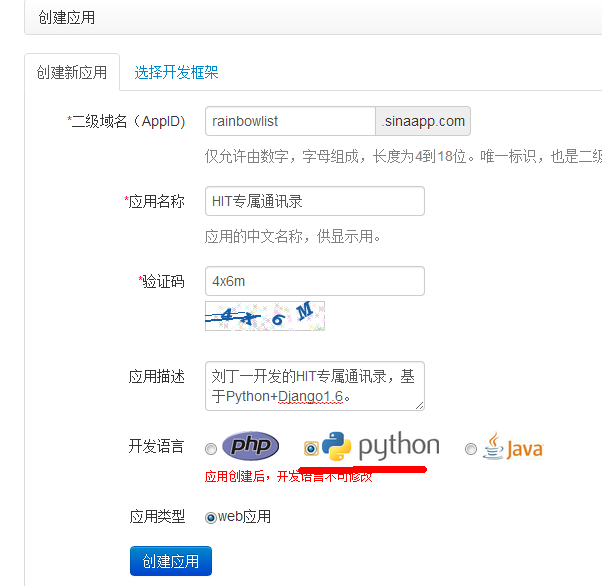 创建应用
创建新应用 选择开发框架
*二级域名（AppID） rainbowlist .sinaapp.com
仅允许由数字，字母组成，长度为4到18位。唯一标识，也是二级
*应用名称 HIT专属通讯录
应用的中文名称，供显示用。
*验证码 4x6m
4x6M
应用描述 刘丁一开发的HIT专属通讯录，基
于Python+Django1.6。
开发语言 php python Java
应用创建后，开发语言不可修改
应用类型 web应用
创建应用